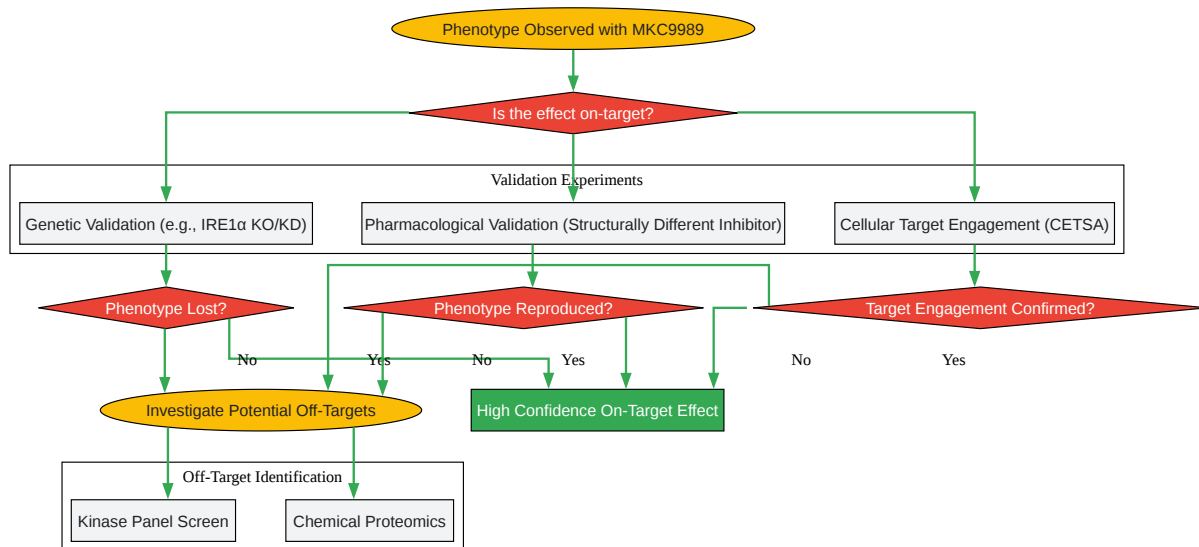 Phenotype Observed with MKC9989
Is the effect on-target?
Validation Experiments
Genetic Validation (e.g., IRE1α KO/KD)
Pharmacological Validation (Structurally Different Inhibitor)
Cellular Target Engagement (CETSA)
Phenotype Lost?
Phenotype Reproduced?
Target Engagement Confirmed?
No
Yes
No
Yes
No
Yes
Investigate Potential Off-Targets
High Confidence On-Target Effect
Off-Target Identification
Kinase Panel Screen
Chemical Proteomics